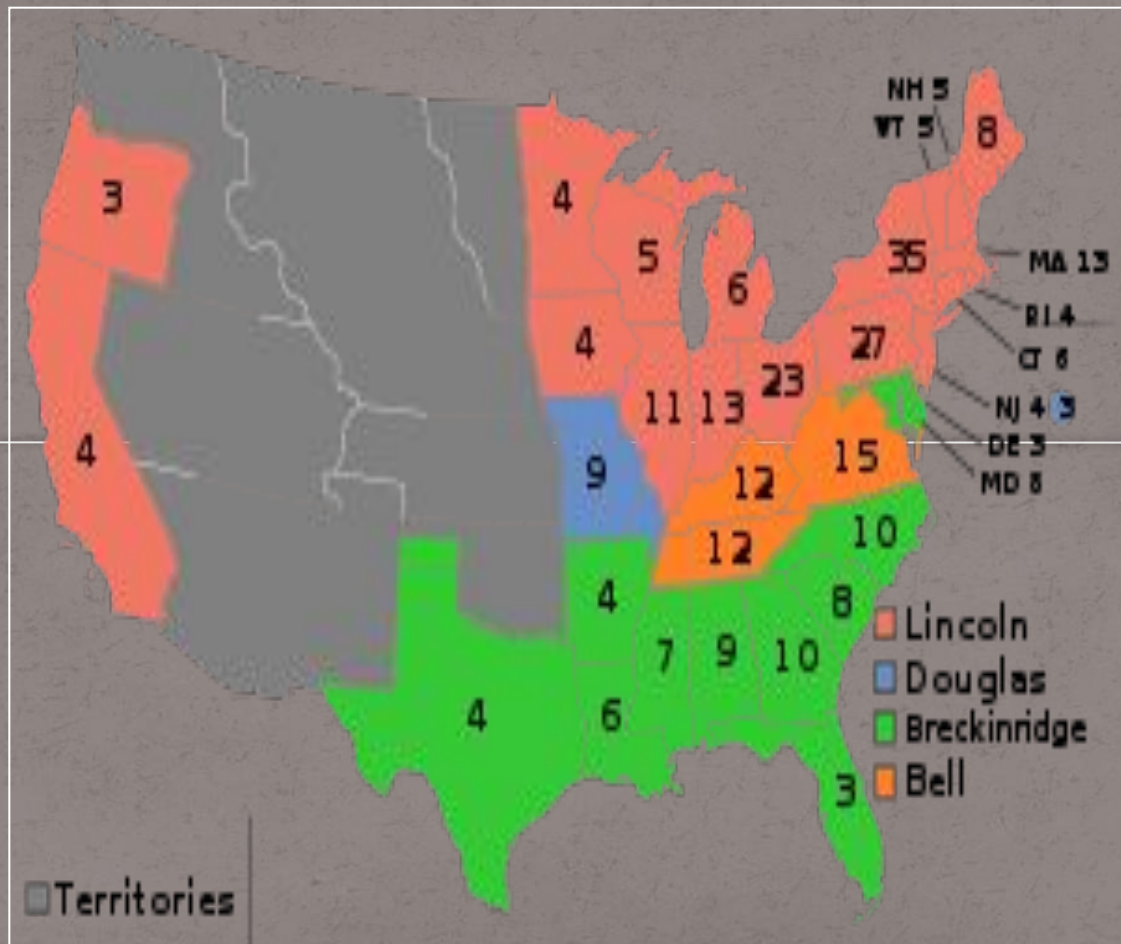 NH 5
VT 5
8
3
4
5
6
35
MA 13
RI 4
CT 6
4
27
23
11
13
NJ 4 3
DE 3
MD 8
4
9
12
15
12
10
4
8
7
9
10
4
6
3
Lincoln
Douglas
Breckinridge
Bell
Territories